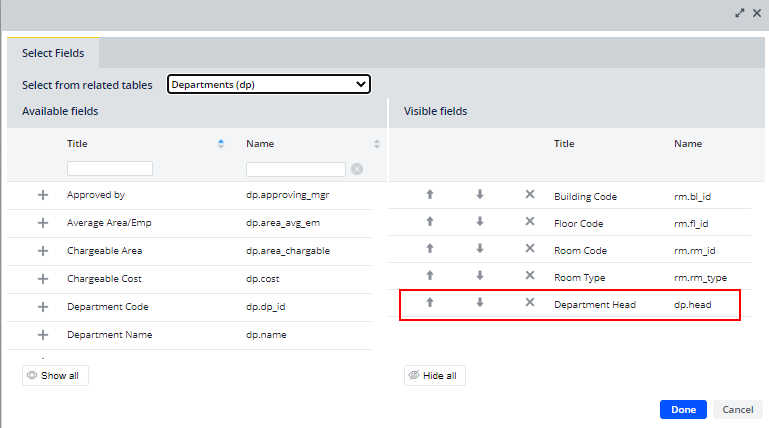 Select Fields
Select from related tables Departments (dp)
Available fields
Title Name
Approved by dp.approving_mgr
Average Area/Emp dp.area_avg_em
Chargeable Area dp.area_chargable
Chargeable Cost dp.cost
Department Code dp.dp_id
Department Name dp.name
Show all
Visible fields
Title Name
Building Code rm.bl_id
Floor Code rm.fl_id
Room Code rm.rm_id
Room Type rm.rm_type
Department Head dp.head
Hide all
Done Cancel